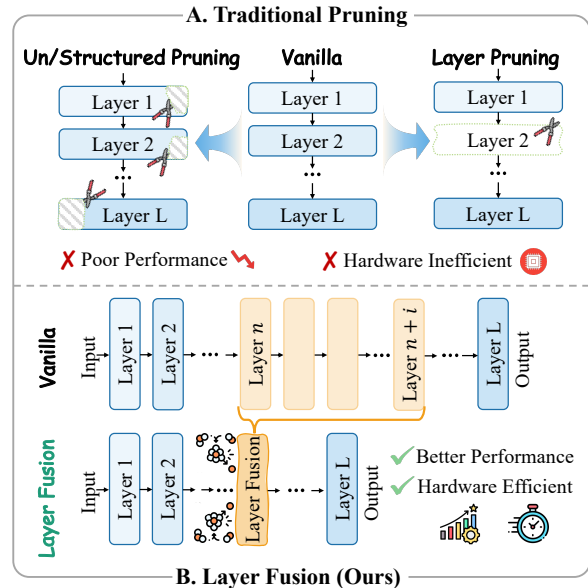 A. Traditional Pruning
Un/Structured Pruning
Vanilla
Layer Pruning
Layer 1
Layer 1
Layer 1
Layer 2
Layer 2
Layer 2
...
...
...
Layer L
Layer L
Layer L
✗ Poor Performance
✗ Hardware Inefficient
Vanilla
Input
Layer 1
Layer 2
...
Layer n
...
Layer n + i
...
Layer L
Output
Layer Fusion
Input
Layer 1
Layer 2
...
Layer Fusion
...
Layer L
Output
✓ Better Performance
✓ Hardware Efficient
B. Layer Fusion (Ours)